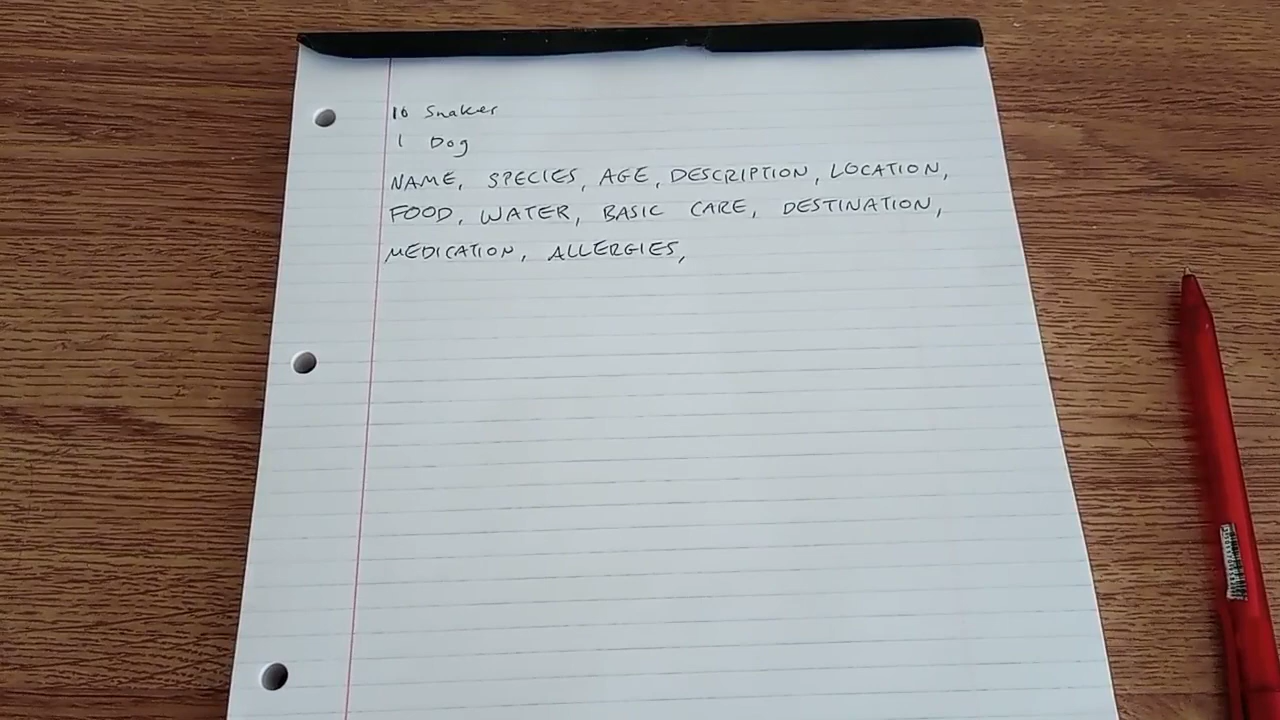 10 Snakes
1 Dog
NAME, SPECIES, AGE, DESCRIPTION, LOCATION,
FOOD, WATER, BASIC CARE, DESTINATION,
MEDICATION, ALLERGIES,